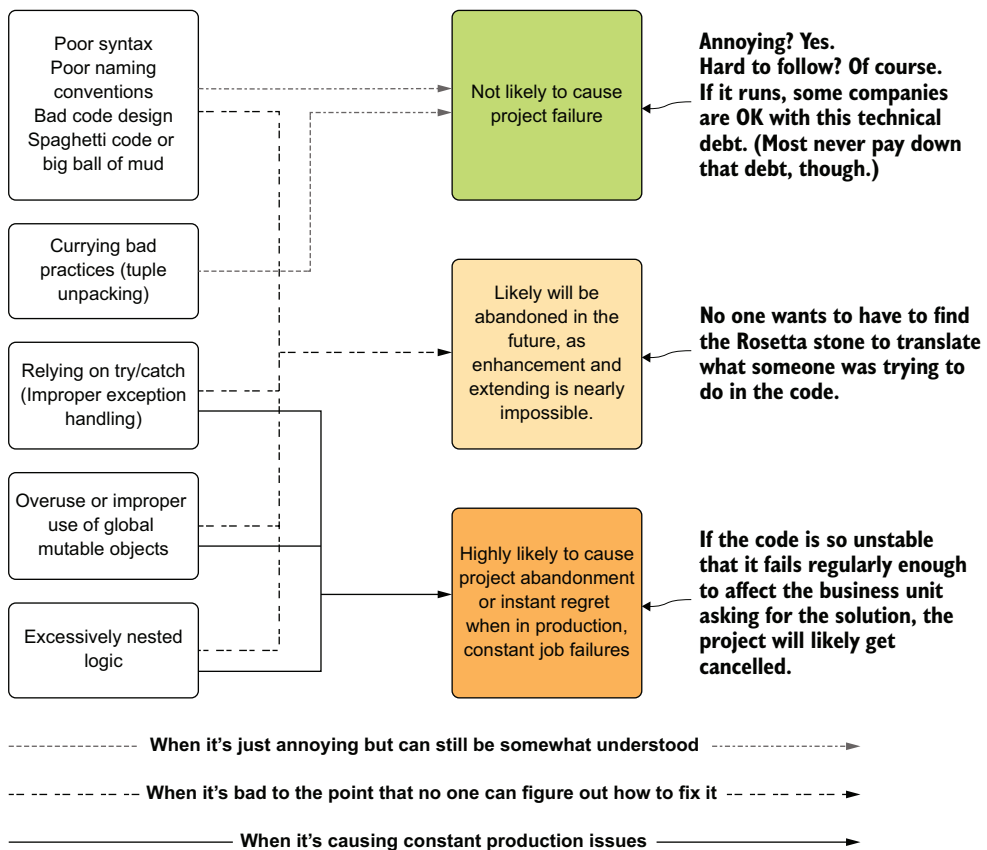 Poor syntax
Poor naming
conventions
Bad code design
Spaghetti code or
big ball of mud
Not likely to cause
project failure
Annoying? Yes.
Hard to follow? Of course.
If it runs, some companies
are OK with this technical
debt. (Most never pay down
that debt, though.)
Currying bad
practices (tuple
unpacking)
Likely will be
abandoned in the
future, as
enhancement and
extending is nearly
impossible.
No one wants to have to find
the Rosetta stone to translate
what someone was trying to
do in the code.
Relying on try/catch
(Improper exception
handling)
Overuse or improper
use of global
mutable objects
Highly likely to cause
project abandonment
or instant regret
when in production,
constant job failures
If the code is so unstable
that it fails regularly enough
to affect the business unit
asking for the solution, the
project will likely get
cancelled.
Excessively nested
logic
When it’s just annoying but can still be somewhat understood
When it’s bad to the point that no one can figure out how to fix it
When it’s causing constant production issues